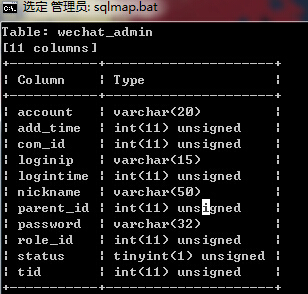 选定 管理员: sqlmap.bat
Table: wechat_admin
[11 columns]
+-----------+---------------------+
| Column | Type |
+-----------+---------------------+
| account | varchar(20) |
| add_time | int(11) unsigned |
| com_id | int(11) unsigned |
| loginip | varchar(15) |
| logintime | int(11) unsigned |
| nickname | varchar(50) |
| parent_id | int(11) unsigned |
| password | varchar(32) |
| role_id | int(11) unsigned |
| status | tinyint(1) unsigned |
| tid | int(11) unsigned |
+-----------+---------------------+